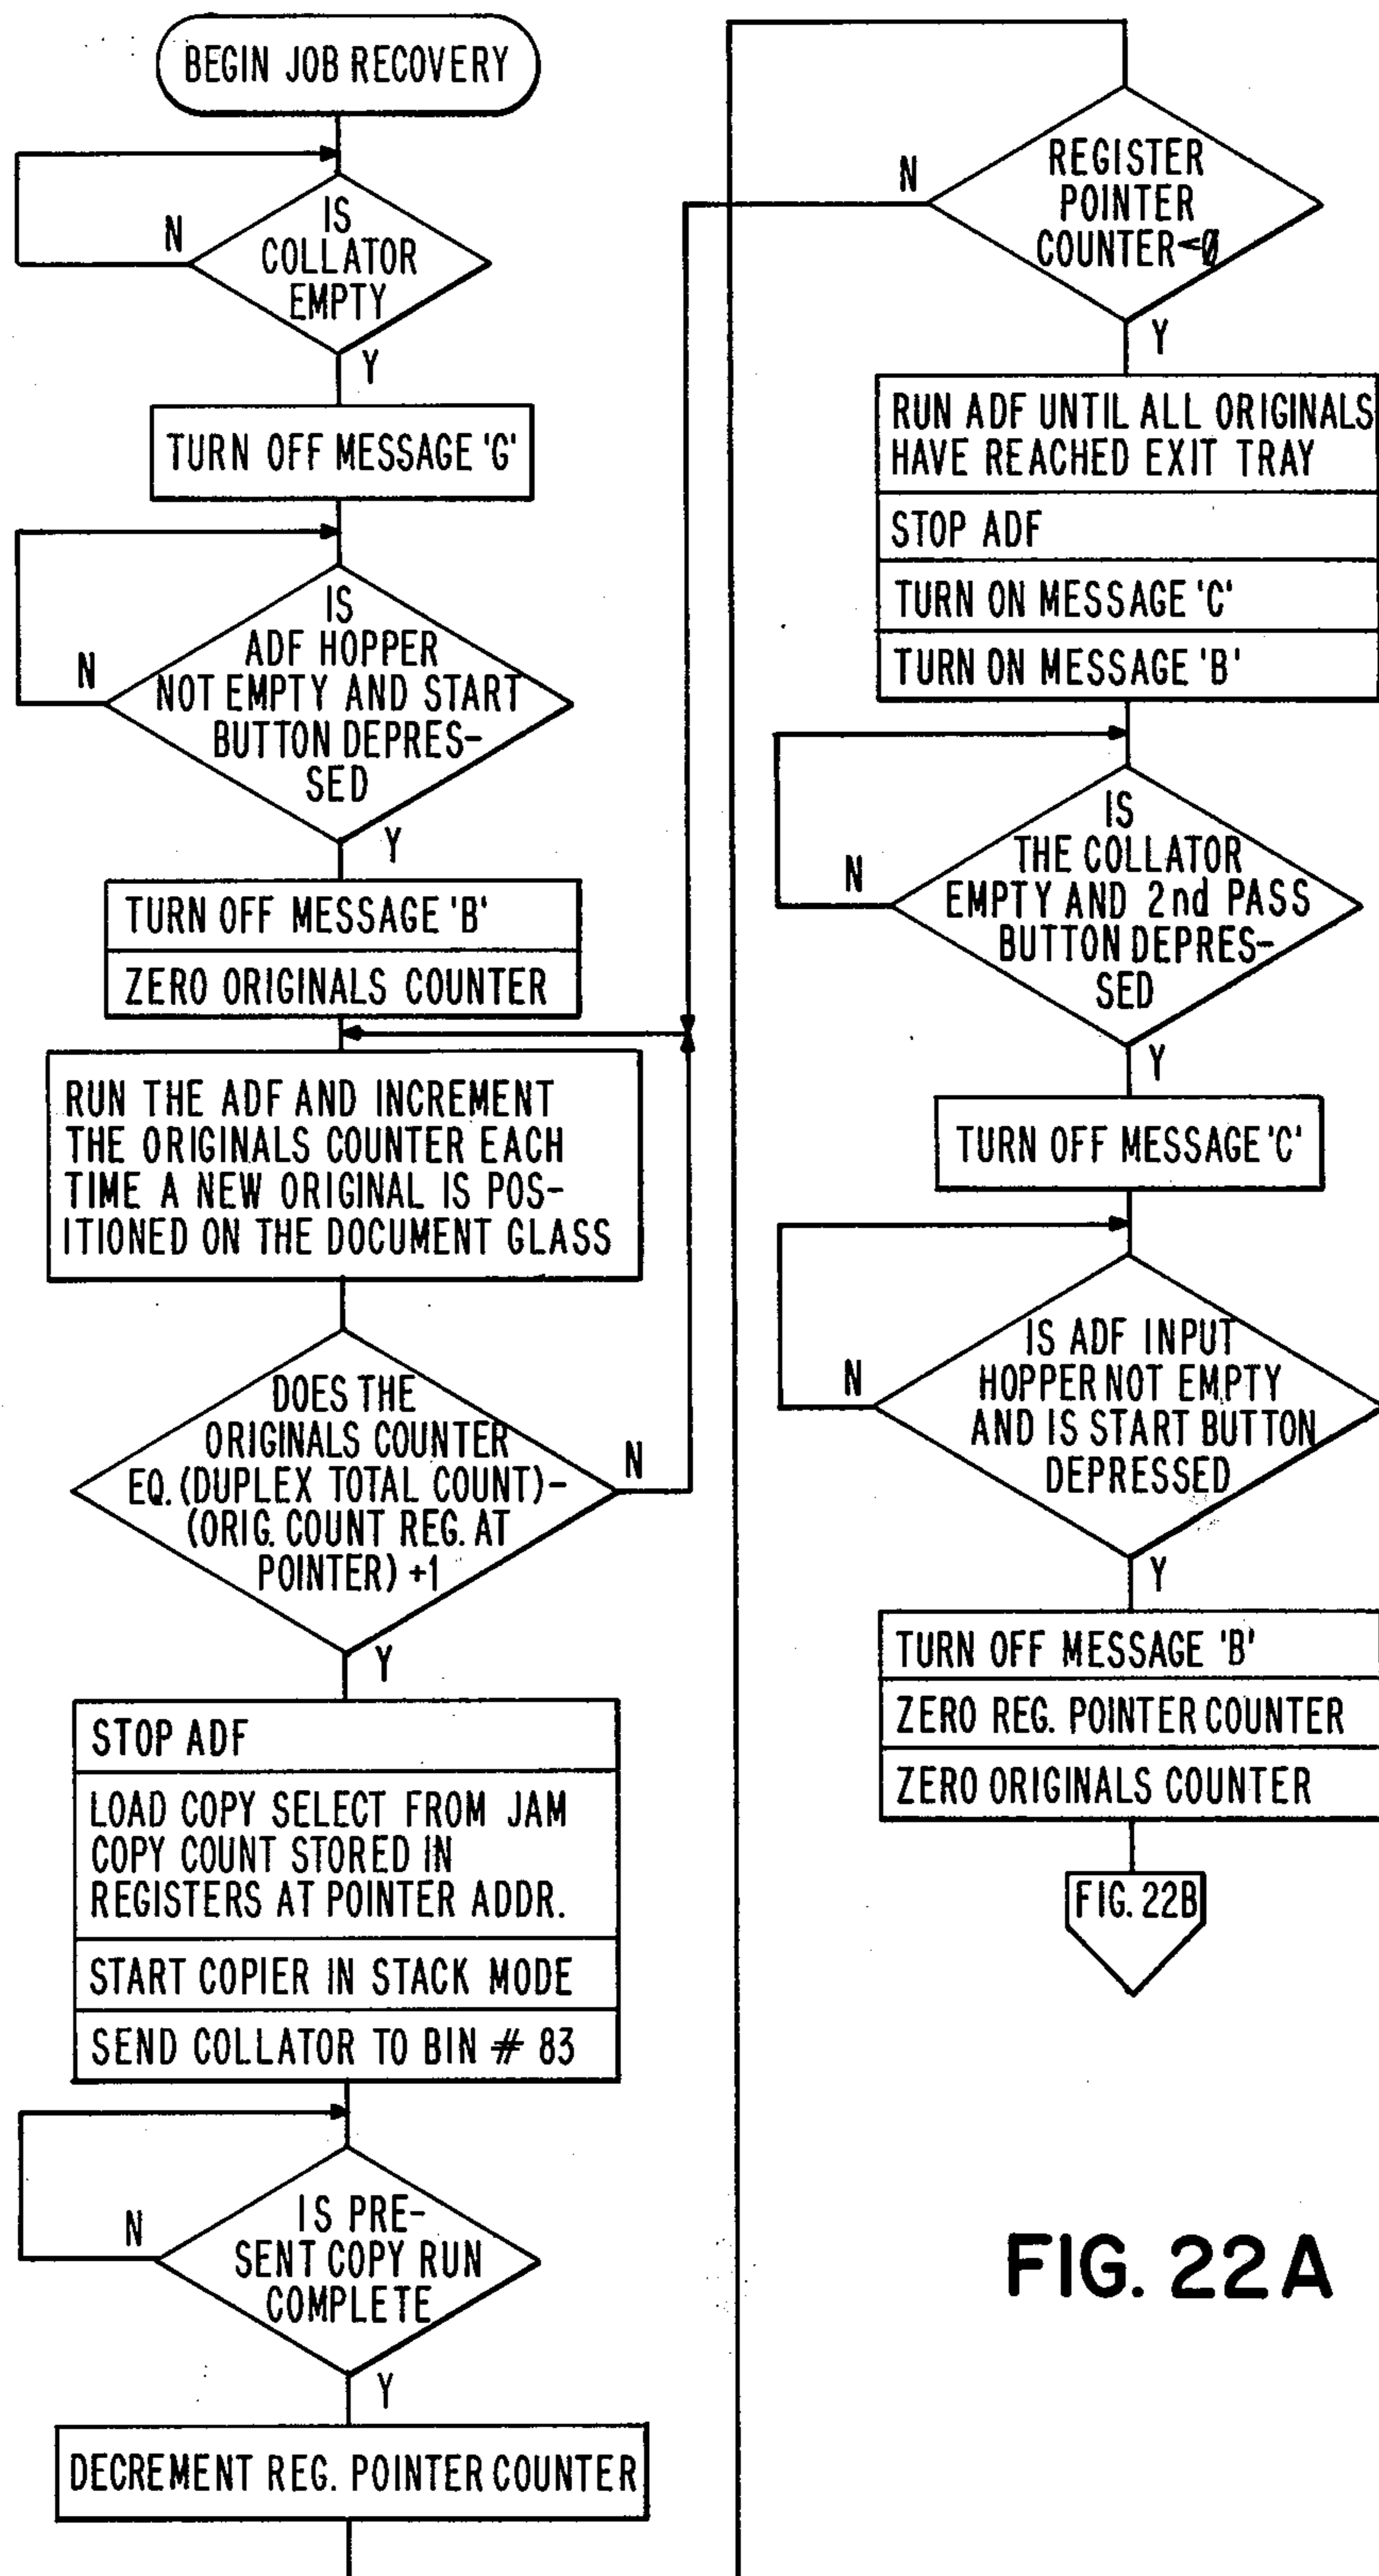 BEGIN JOB RECOVERY
IS
COLLATOR
EMPTY
N
Y
TURN OFF MESSAGE 'G'
IS
ADF HOPPER
NOT EMPTY AND START
BUTTON DEPRES-
SED
N
Y
TURN OFF MESSAGE 'B'
ZERO ORIGINALS COUNTER
RUN THE ADF AND INCREMENT
THE ORIGINALS COUNTER EACH
TIME A NEW ORIGINAL IS POS-
ITIONED ON THE DOCUMENT GLASS
DOES THE
ORIGINALS COUNTER
EQ. (DUPLEX TOTAL COUNT)-
(ORIG. COUNT REG. AT
POINTER) +1
N
Y
STOP ADF
LOAD COPY SELECT FROM JAM
COPY COUNT STORED IN
REGISTERS AT POINTER ADDR.
START COPIER IN STACK MODE
SEND COLLATOR TO BIN # 83
IS PRE-
SENT COPY RUN
COMPLETE
N
Y
DECREMENT REG. POINTER COUNTER
REGISTER
POINTER
COUNTER<Ø
N
Y
RUN ADF UNTIL ALL ORIGINALS
HAVE REACHED EXIT TRAY
STOP ADF
TURN ON MESSAGE 'C'
TURN ON MESSAGE 'B'
IS
THE COLLATOR
EMPTY AND 2nd PASS
BUTTON DEPRES-
SED
N
Y
TURN OFF MESSAGE 'C'
IS ADF INPUT
HOPPER NOT EMPTY
AND IS START BUTTON
DEPRESSED
N
Y
TURN OFF MESSAGE 'B'
ZERO REG. POINTER COUNTER
ZERO ORIGINALS COUNTER
FIG. 22B
FIG. 22A